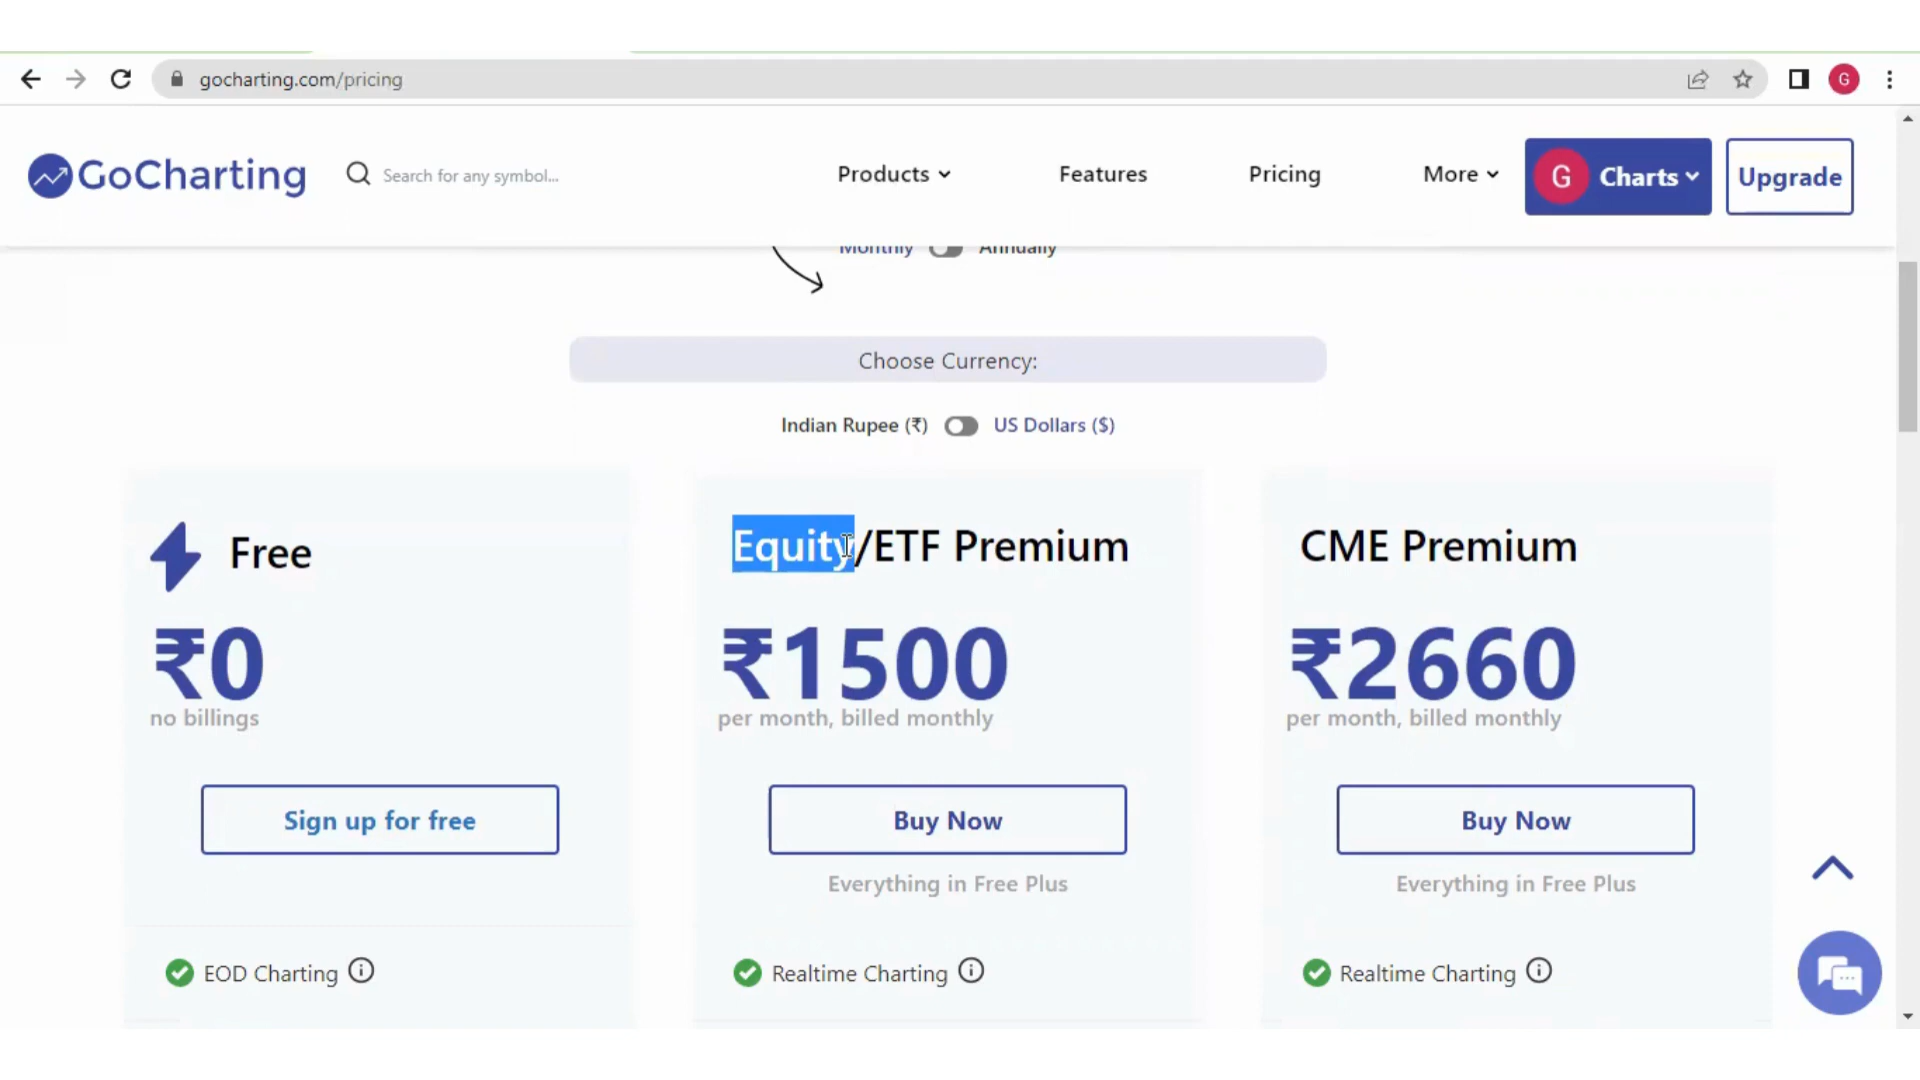 gocharting.com/pricing
G
GoCharting
Search for any symbol...
Products
Features
Pricing
More
G
Charts
Upgrade
Monthly
Annually
Choose Currency:
Indian Rupee (₹)
US Dollars ($)
Free
₹0
no billings
Sign up for free
EOD Charting
Equity/ETF Premium
₹1500
per month, billed monthly
Buy Now
Everything in Free Plus
Realtime Charting
CME Premium
₹2660
per month, billed monthly
Buy Now
Everything in Free Plus
Realtime Charting